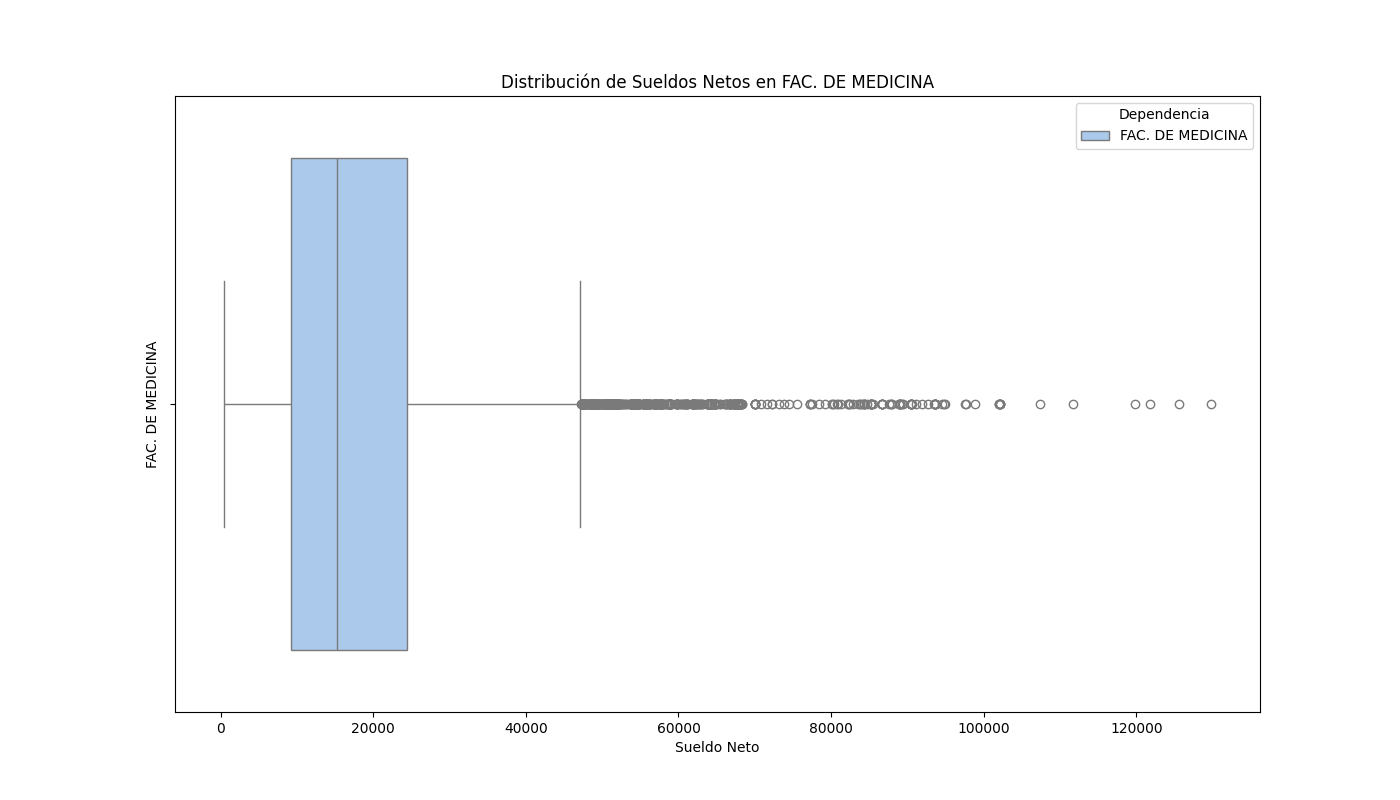 Distribución de Sueldos Netos en FAC. DE MEDICINA
Dependencia
FAC. DE MEDICINA
FAC. DE MEDICINA
0 20000 40000 60000 80000 100000 120000
Sueldo Neto